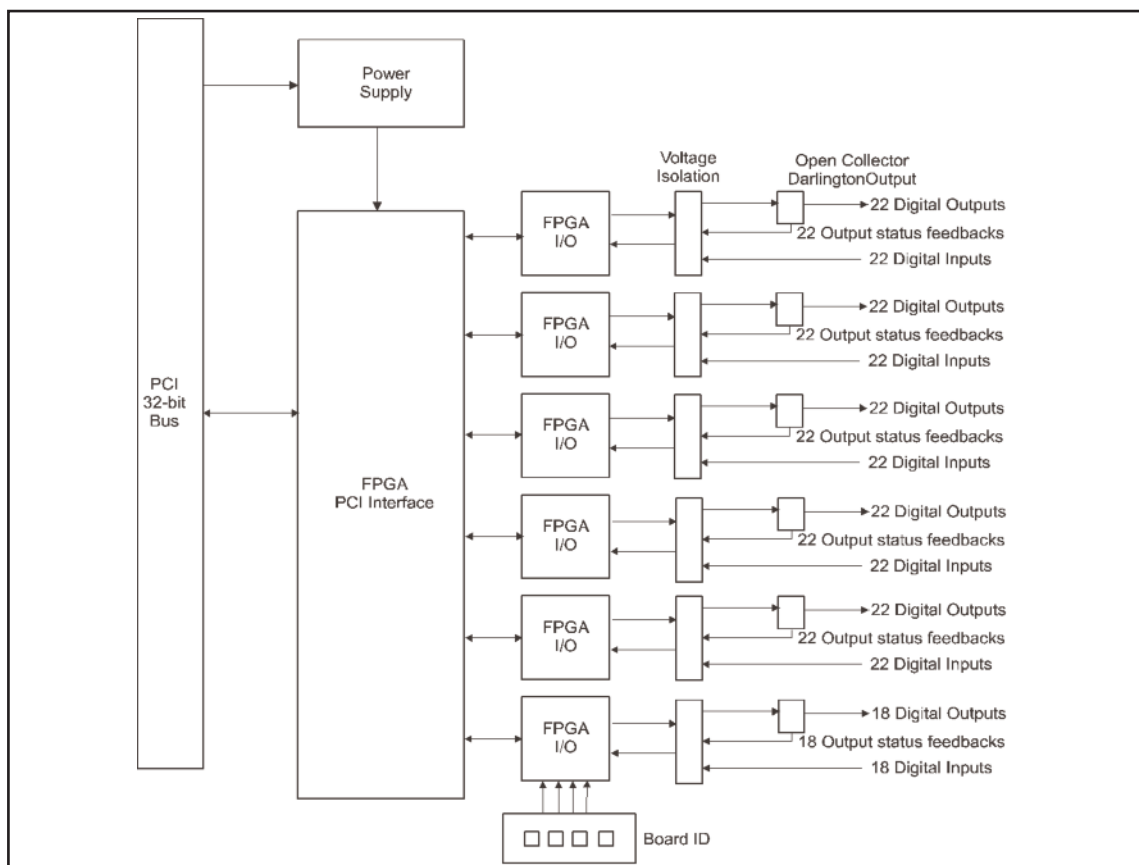 Power
Supply
Voltage
Isolation
Open Collector
DarlingtonOutput
FPGA
I/O
22 Digital Outputs
22 Output status feedbacks
22 Digital Inputs
FPGA
I/O
22 Digital Outputs
22 Output status feedbacks
22 Digital Inputs
PCI
32-bit
Bus
FPGA
I/O
22 Digital Outputs
22 Output status feedbacks
22 Digital Inputs
FPGA
PCI Interface
FPGA
I/O
22 Digital Outputs
22 Output status feedbacks
22 Digital Inputs
FPGA
I/O
22 Digital Outputs
22 Output status feedbacks
22 Digital Inputs
FPGA
I/O
18 Digital Outputs
18 Output status feedbacks
18 Digital Inputs
Board ID